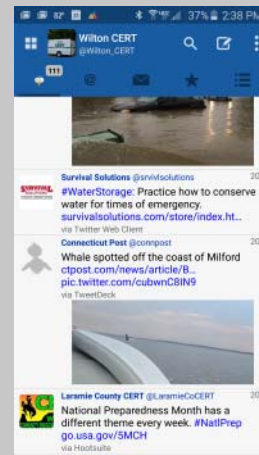 82° 37% 2:38 PM
Wilton CERT
@Wilton_CERT
111
Survival Solutions @srvivlsolutions
#WaterStorage: Practice how to conserve
water for times of emergency.
survivalsolutions.com/store/index.ht...
via Twitter Web Client
Connecticut Post @connpost
Whale spotted off the coast of Milford
ctpost.com/news/article/B...
pic.twitter.com/cubwnC8IN9
via TweetDeck
Laramie County CERT @LaramieCoCERT
National Preparedness Month has a
different theme every week. #NatlPrep
go.usa.gov/5MCH
via Hootsuite